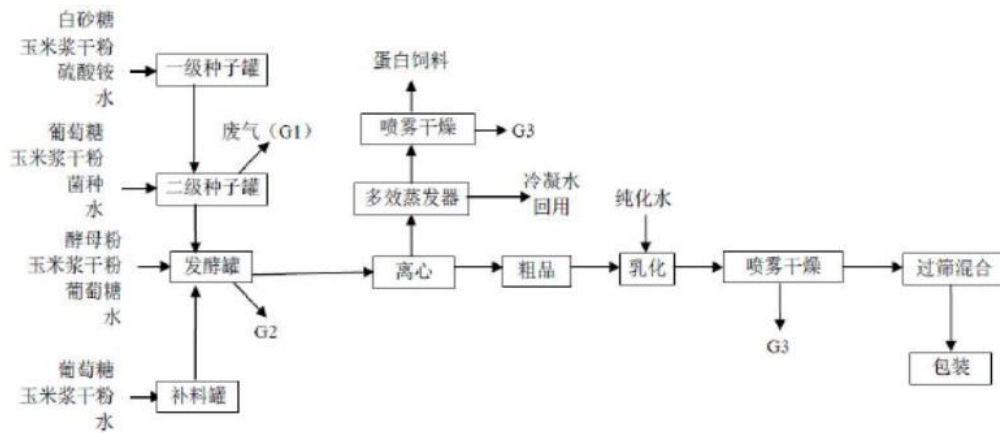 白砂糖
玉米浆干粉
硫酸铵
水
一级种子罐
葡萄糖
玉米浆干粉
菌种
水
废气（G1）
二级种子罐
酵母粉
玉米浆干粉
葡萄糖
水
发酵罐
G2
葡萄糖
玉米浆干粉
水
补料罐
蛋白饲料
喷雾干燥
G3
多效蒸发器
冷凝水
回用
离心
粗品
纯化水
乳化
喷雾干燥
G3
过筛混合
包装